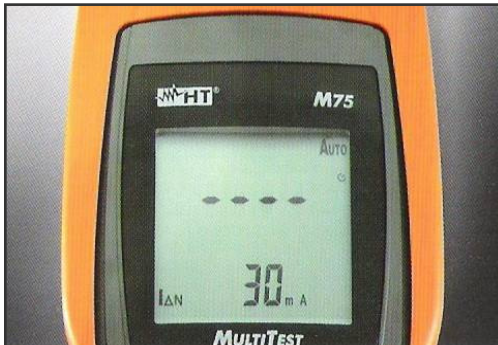 HT® M75
AUTO
- - - -
IΔN 30 mA
MULTITEST